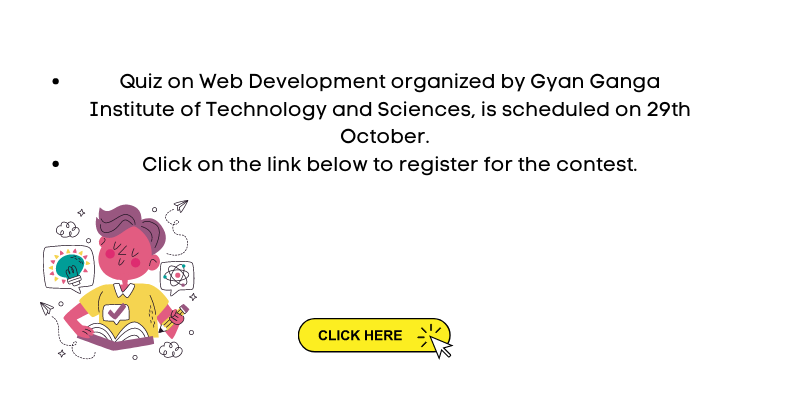 • Quiz on Web Development organized by Gyan Ganga
Institute of Technology and Sciences, is scheduled on 29th
October.
• Click on the link below to register for the contest.
CLICK HERE